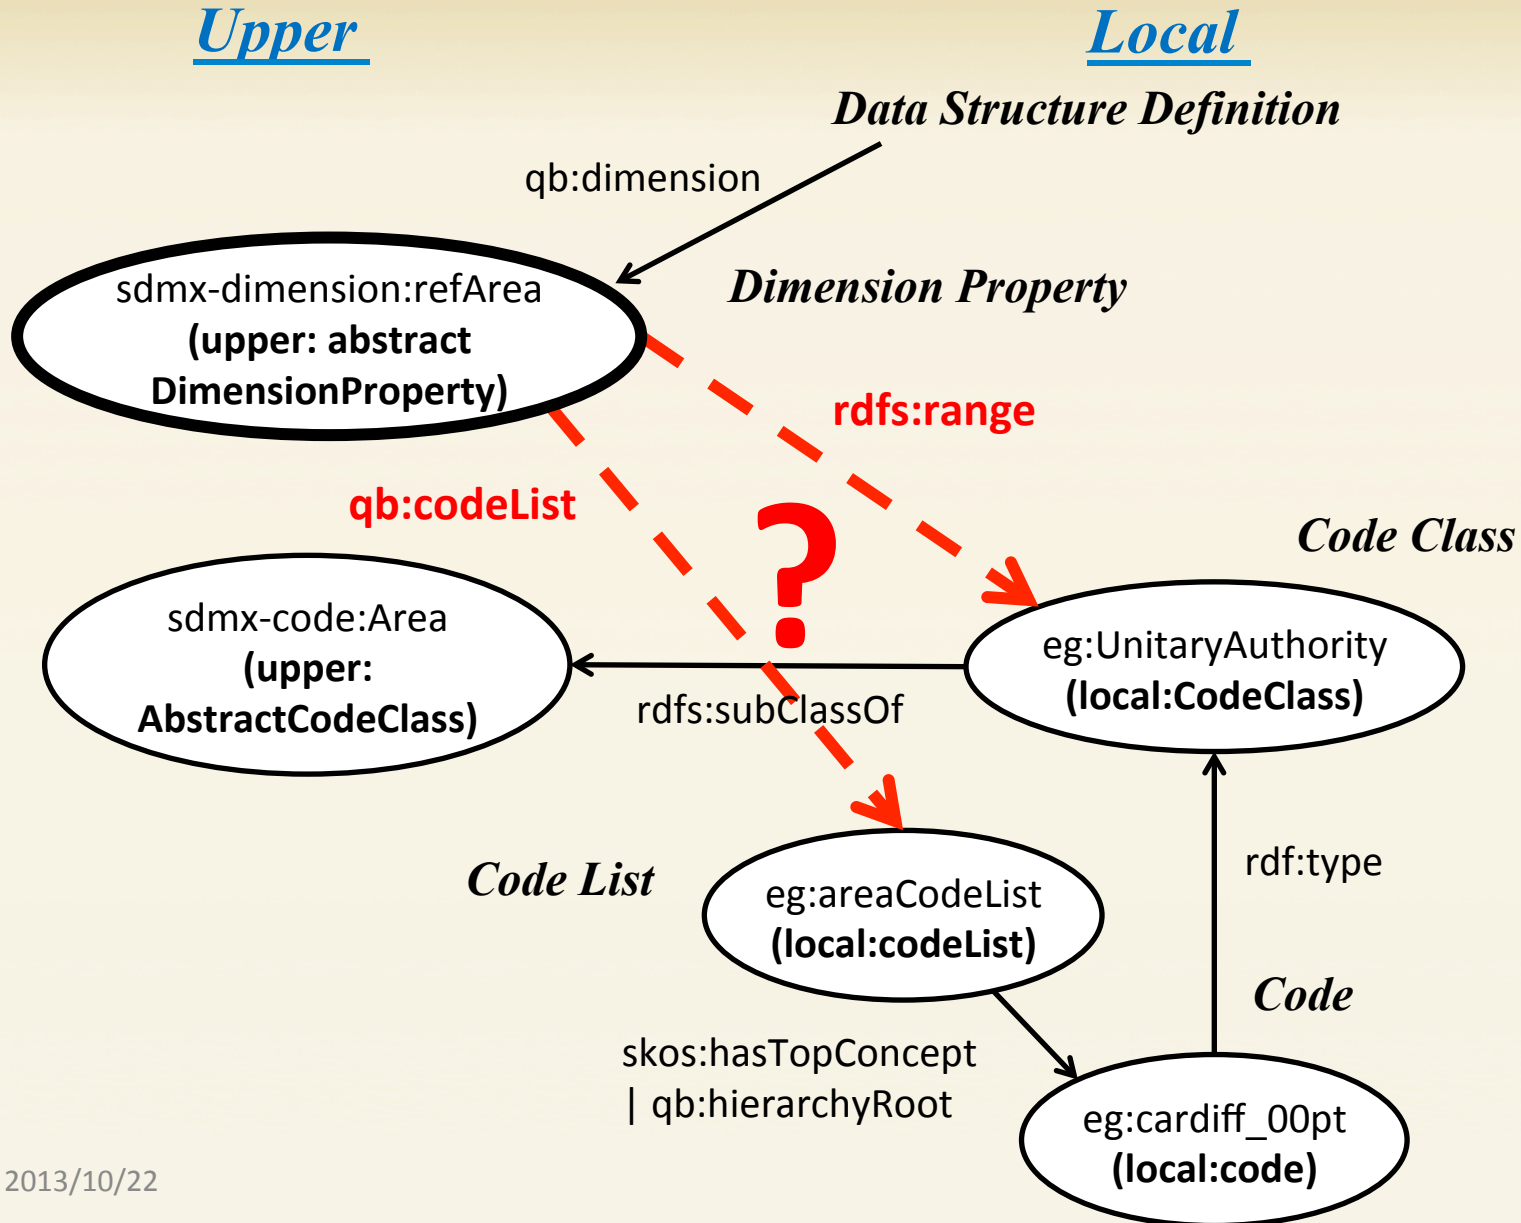 Upper
Local
Data Structure Definition
qb:dimension
sdmx-dimension:refArea
(upper: abstract
DimensionProperty)
Dimension Property
rdfs:range
qb:codeList
?
Code Class
sdmx-code:Area
(upper:
AbstractCodeClass)
eg:UnitaryAuthority
(local:CodeClass)
rdfs:subClassOf
rdf:type
Code List
eg:areaCodeList
(local:codeList)
Code
skos:hasTopConcept
| qb:hierarchyRoot
eg:cardiff_00pt
(local:code)
2013/10/22